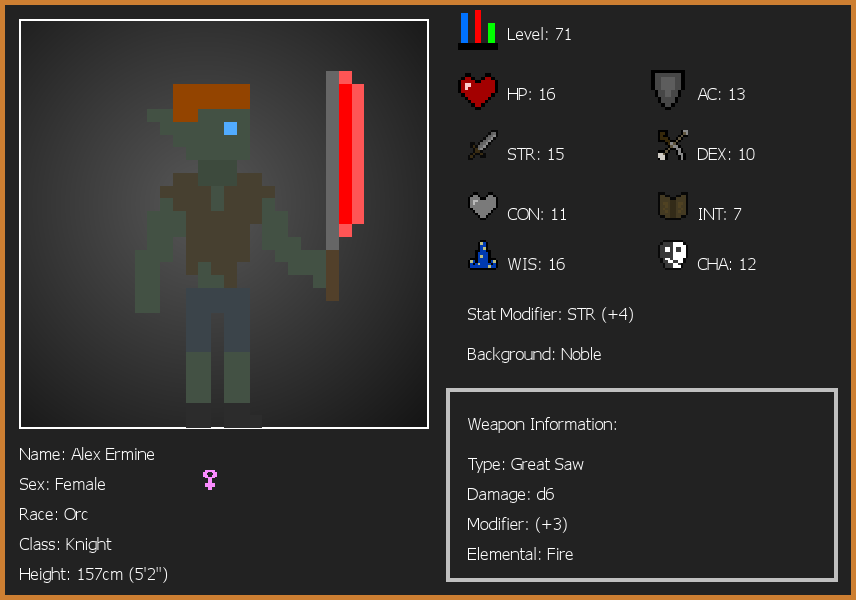 Level: 71
HP: 16
AC: 13
STR: 15
DEX: 10
CON: 11
INT: 7
WIS: 16
CHA: 12
Stat Modifier: STR (+4)
Background: Noble
Weapon Information:
Type: Great Saw
Damage: d6
Modifier: (+3)
Elemental: Fire
Name: Alex Ermine
Sex: Female
Race: Orc
Class: Knight
Height: 157cm (5'2")